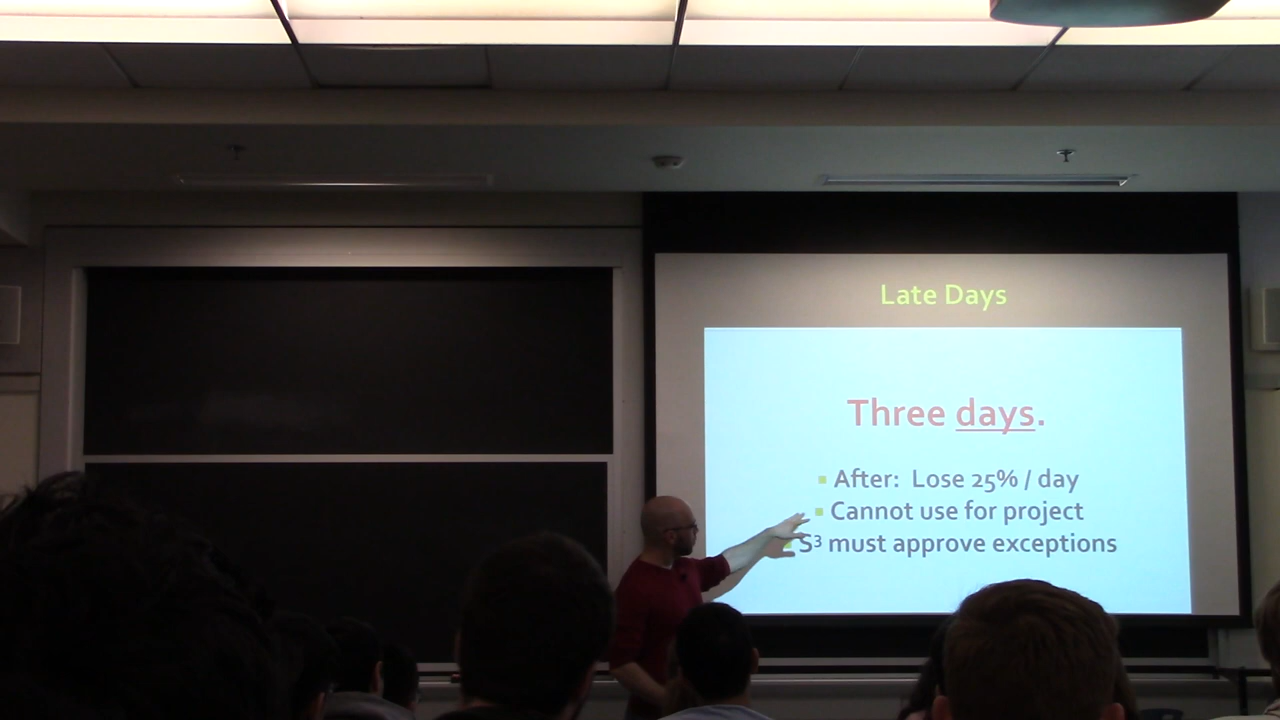 Late Days
Three days.
▪ After: Lose 25% / day
▪ Cannot use for project
▪ S³ must approve exceptions